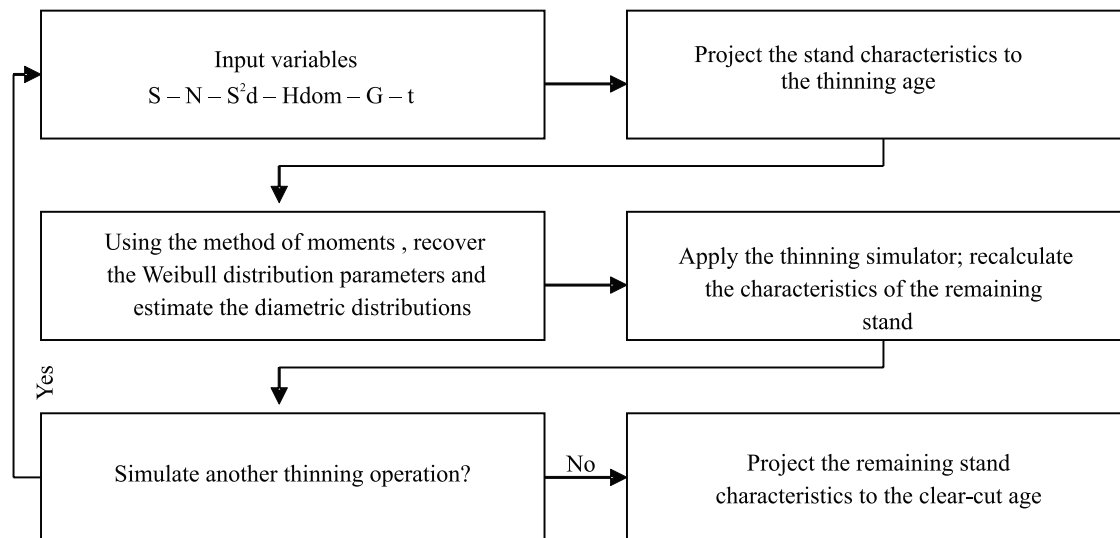 Input variables
S – N – S²d – Hdom – G – t
Project the stand characteristics to
the thinning age
Using the method of moments , recover
the Weibull distribution parameters and
estimate the diametric distributions
Apply the thinning simulator; recalculate
the characteristics of the remaining
stand
Yes
Simulate another thinning operation?
No
Project the remaining stand
characteristics to the clear-cut age